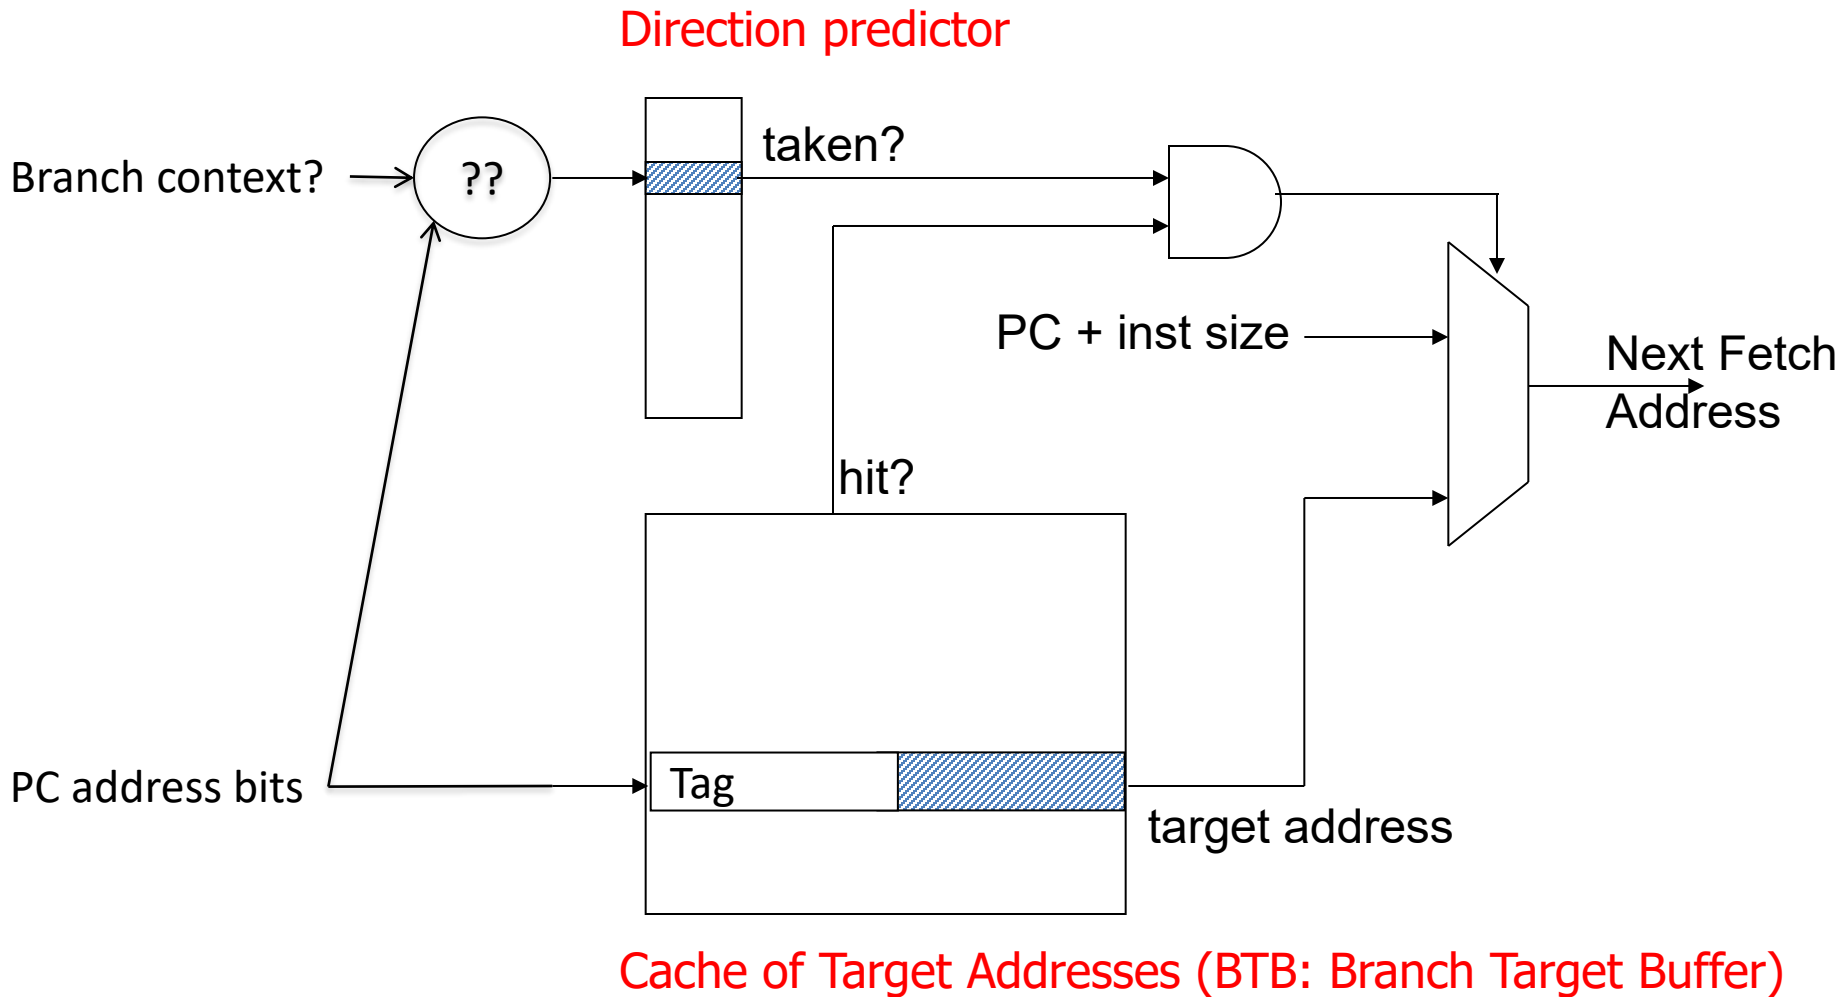 Direction predictor
taken?
Branch context?
??
PC + inst size
Next Fetch
Address
hit?
PC address bits
Tag
target address
Cache of Target Addresses (BTB: Branch Target Buffer)